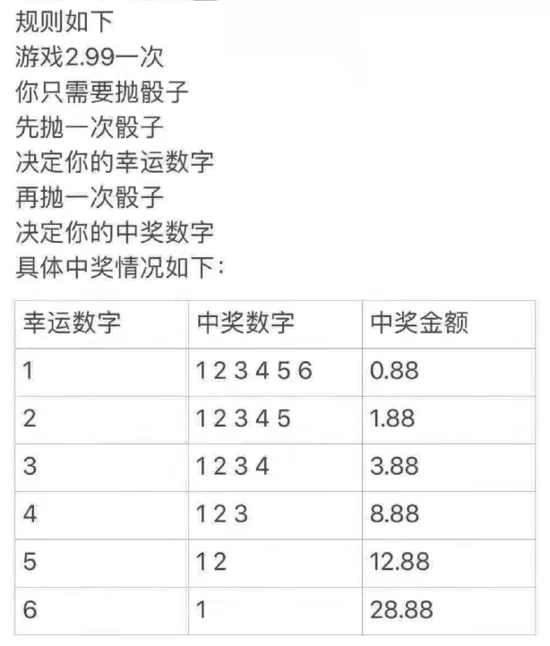 规则如下
游戏2.99一次
你只需要抛骰子
先抛一次骰子
决定你的幸运数字
再抛一次骰子
决定你的中奖数字
具体中奖情况如下：
幸运数字 中奖数字 中奖金额
1 1 2 3 4 5 6 0.88
2 1 2 3 4 5 1.88
3 1 2 3 4 3.88
4 1 2 3 8.88
5 1 2 12.88
6 1 28.88